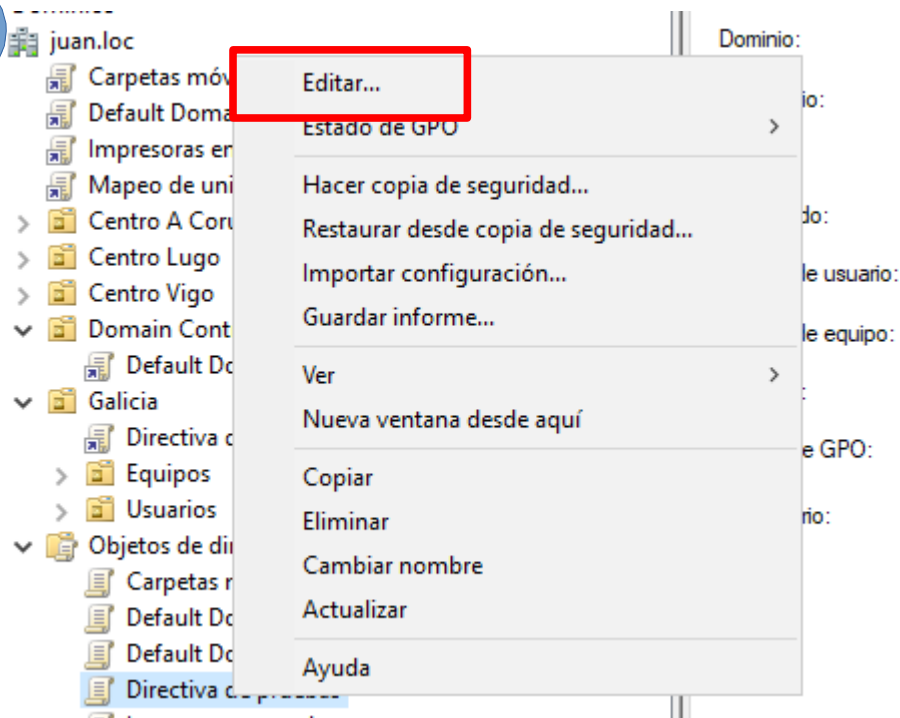 juan.loc
Carpetas móv
Default Doma
Impresoras en
Mapeo de uni
Centro A Coru
Centro Lugo
Centro Vigo
Domain Cont
Default Do
Galicia
Directiva d
Equipos
Usuarios
Objetos de dir
Carpetas r
Default Do
Default Do
Directiva de pruebas
Editar...
Estado de GPO
Hacer copia de seguridad...
Restaurar desde copia de seguridad...
Importar configuración...
Guardar informe...
Ver
Nueva ventana desde aquí
Copiar
Eliminar
Cambiar nombre
Actualizar
Ayuda
Dominio:
io:
do:
le usuario:
le equipo:
:
e GPO:
rio: